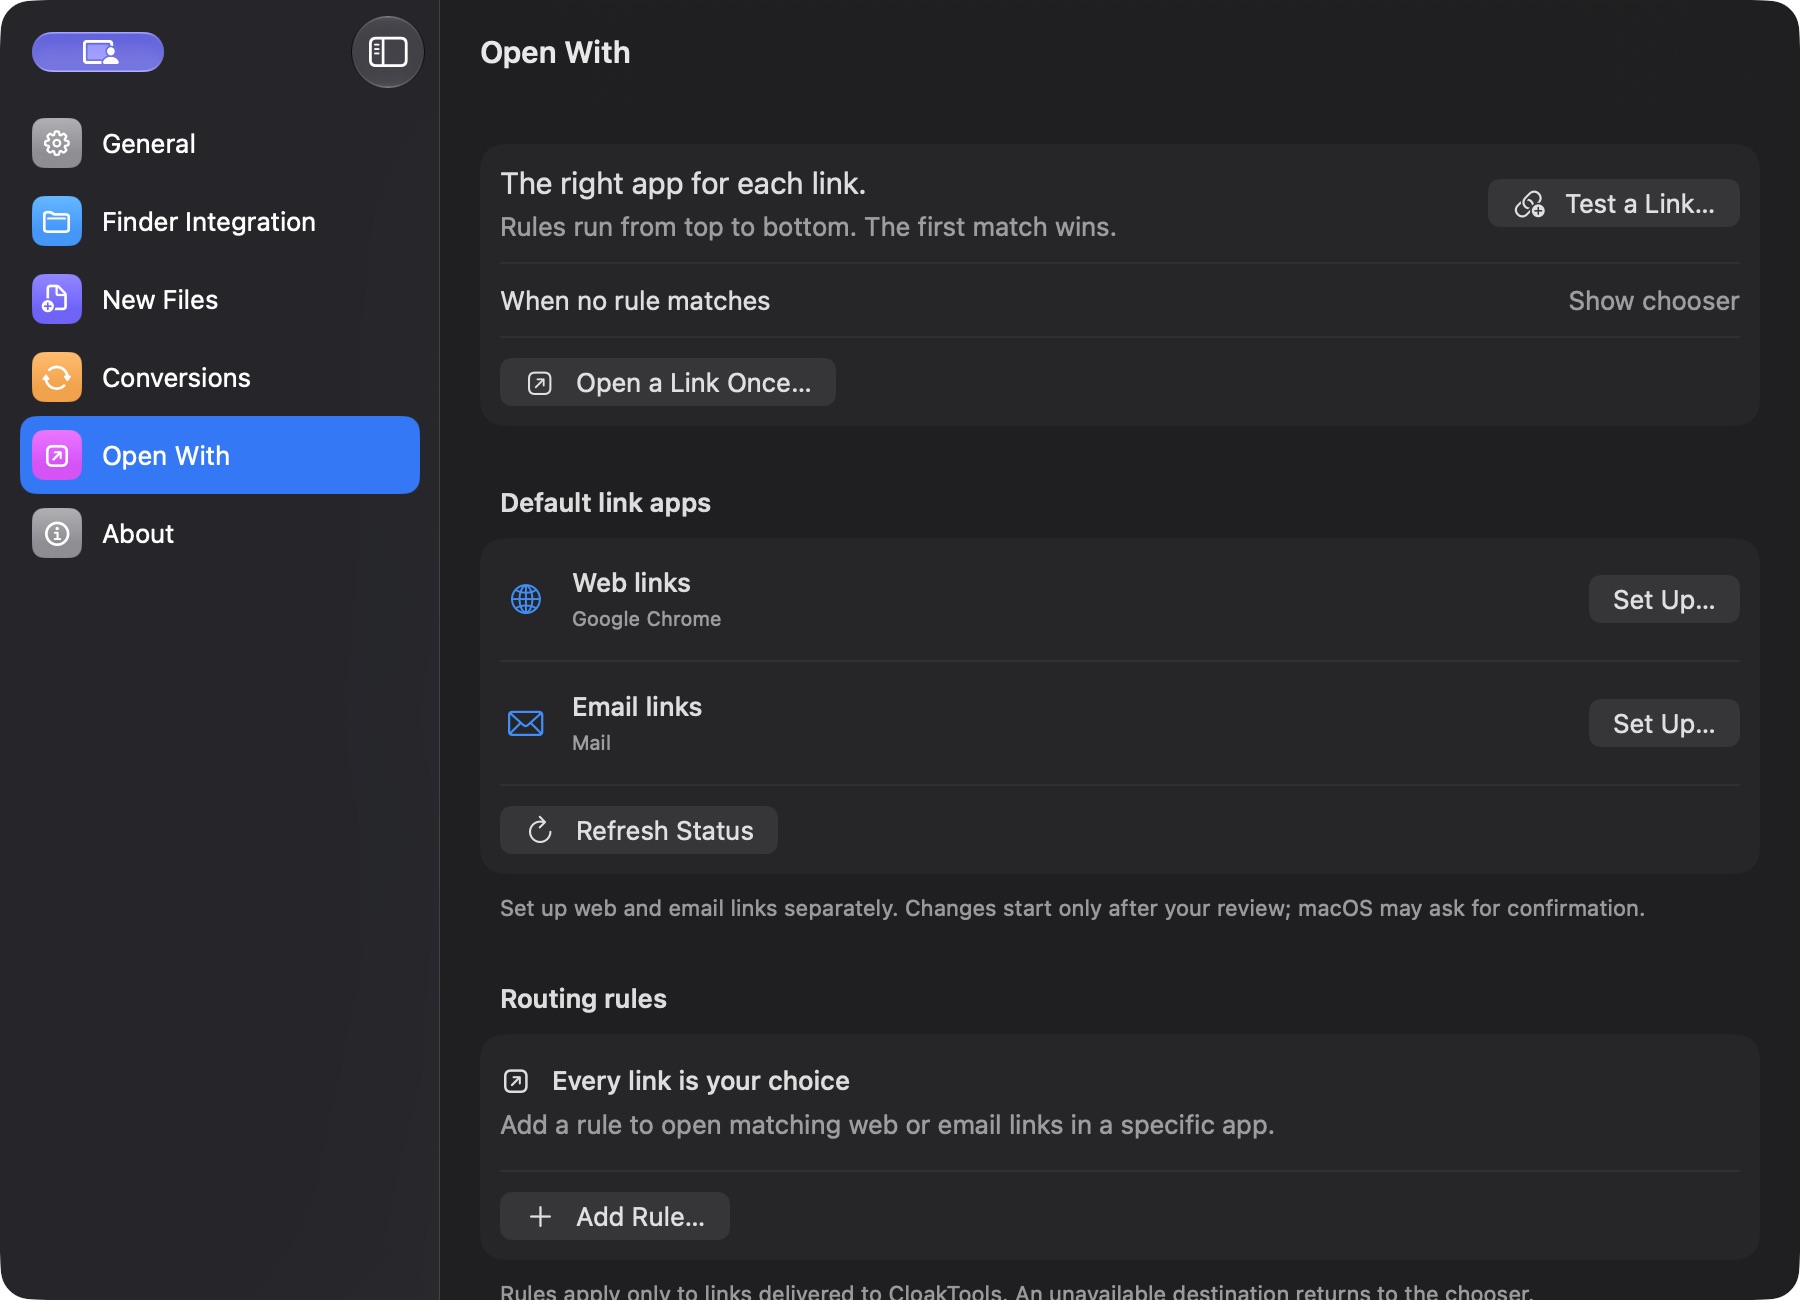 Open With
General
Finder Integration
New Files
Conversions
Open With
About
The right app for each link.
Rules run from top to bottom. The first match wins.
Test a Link...
When no rule matches
Show chooser
Open a Link Once...
Default link apps
Web links
Google Chrome
Set Up...
Email links
Mail
Set Up...
Refresh Status
Set up web and email links separately. Changes start only after your review; macOS may ask for confirmation.
Routing rules
Every link is your choice
Add a rule to open matching web or email links in a specific app.
Add Rule...
Rules apply only to links delivered to CloakTools. An unavailable destination returns to the chooser.